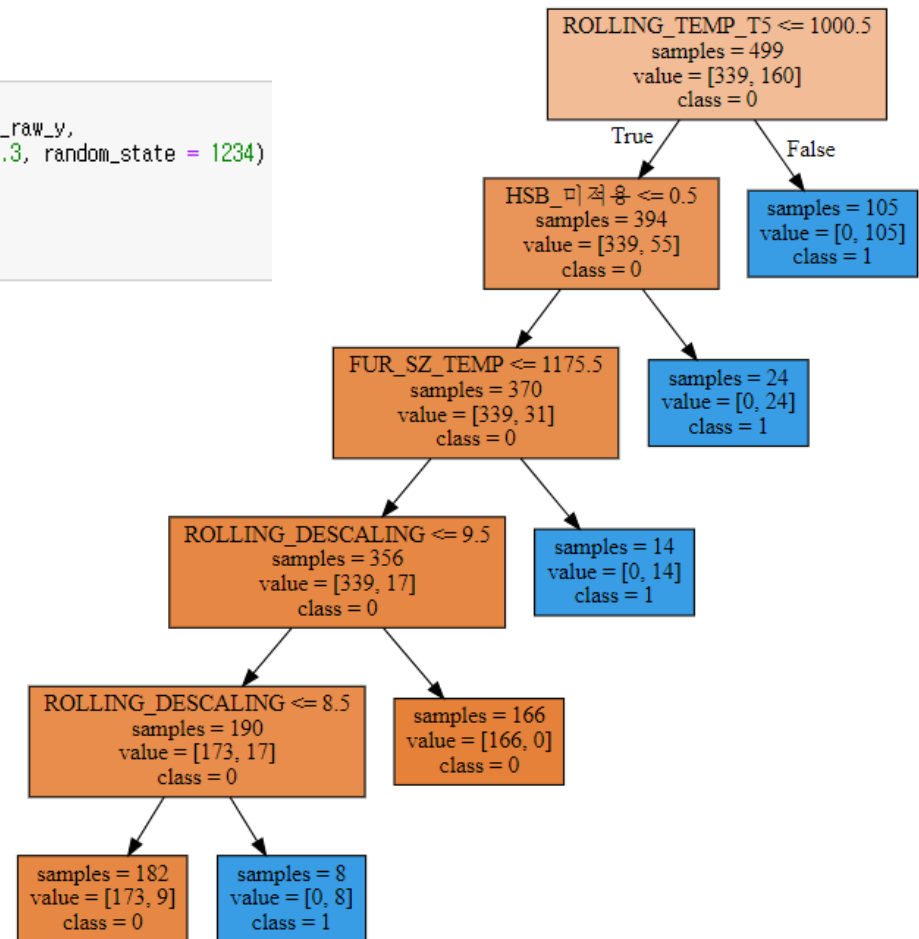 _raw_y,
.3, random_state = 1234)
ROLLING_TEMP_T5 <= 1000.5
samples = 499
value = [339, 160]
class = 0
True
False
HSB_미적용 <= 0.5
samples = 394
value = [339, 55]
class = 0
samples = 105
value = [0, 105]
class = 1
FUR_SZ_TEMP <= 1175.5
samples = 370
value = [339, 31]
class = 0
samples = 24
value = [0, 24]
class = 1
ROLLING_DESCALING <= 9.5
samples = 356
value = [339, 17]
class = 0
samples = 14
value = [0, 14]
class = 1
ROLLING_DESCALING <= 8.5
samples = 190
value = [173, 17]
class = 0
samples = 166
value = [166, 0]
class = 0
samples = 182
value = [173, 9]
class = 0
samples = 8
value = [0, 8]
class = 1